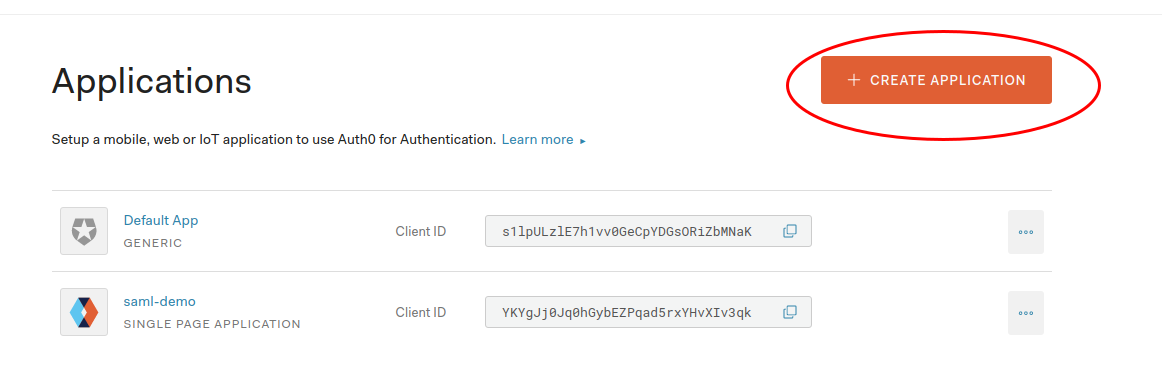 Applications
+ CREATE APPLICATION
Setup a mobile, web or IoT application to use Auth0 for Authentication. Learn more ▸
Default App
GENERIC
Client ID
s1lpULzlE7h1vv0GeCpYDGsORiZbMNaK
saml-demo
SINGLE PAGE APPLICATION
Client ID
YKYgJj0Jq0hGybEZPqad5rxYHvXIv3qk